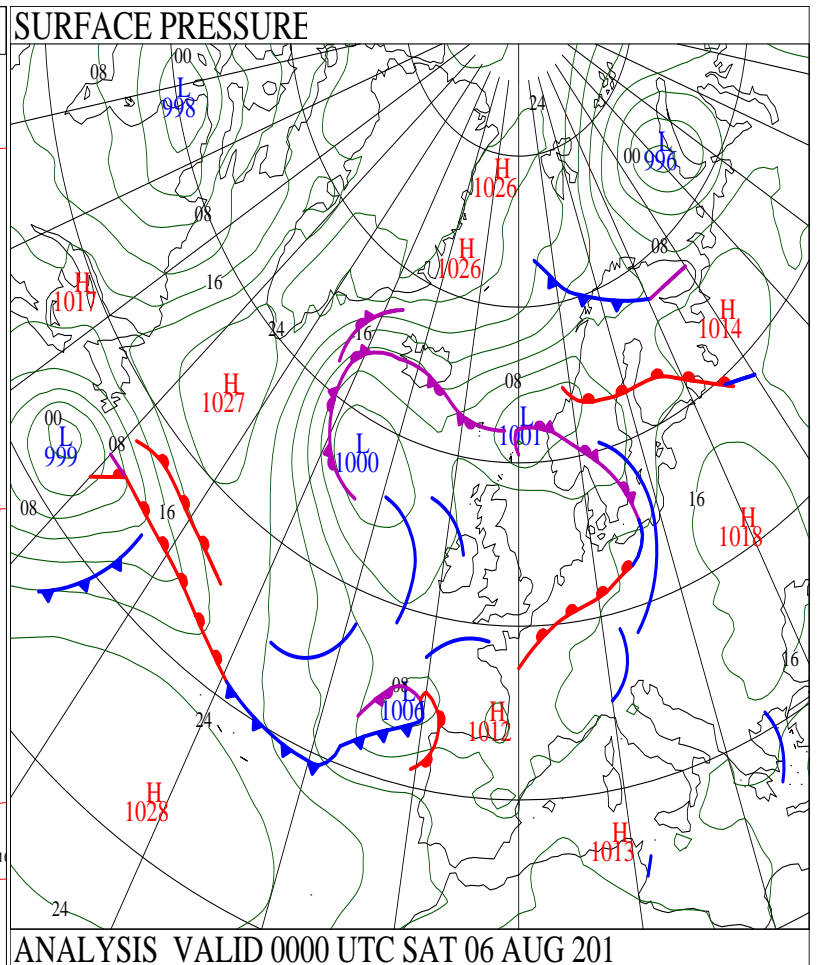 SURFACE PRESSURE
00
08
L
998
24
L
996
00
H
1026
08
08
H
1026
16
H
1017
H
1014
24
16
08
H
1027
00
08
L
999
L
1000
L
1001
16
08
16
H
1018
16
08
L
1006
H
1012
24
H
1028
H
1013
24
ANALYSIS VALID 0000 UTC SAT 06 AUG 201